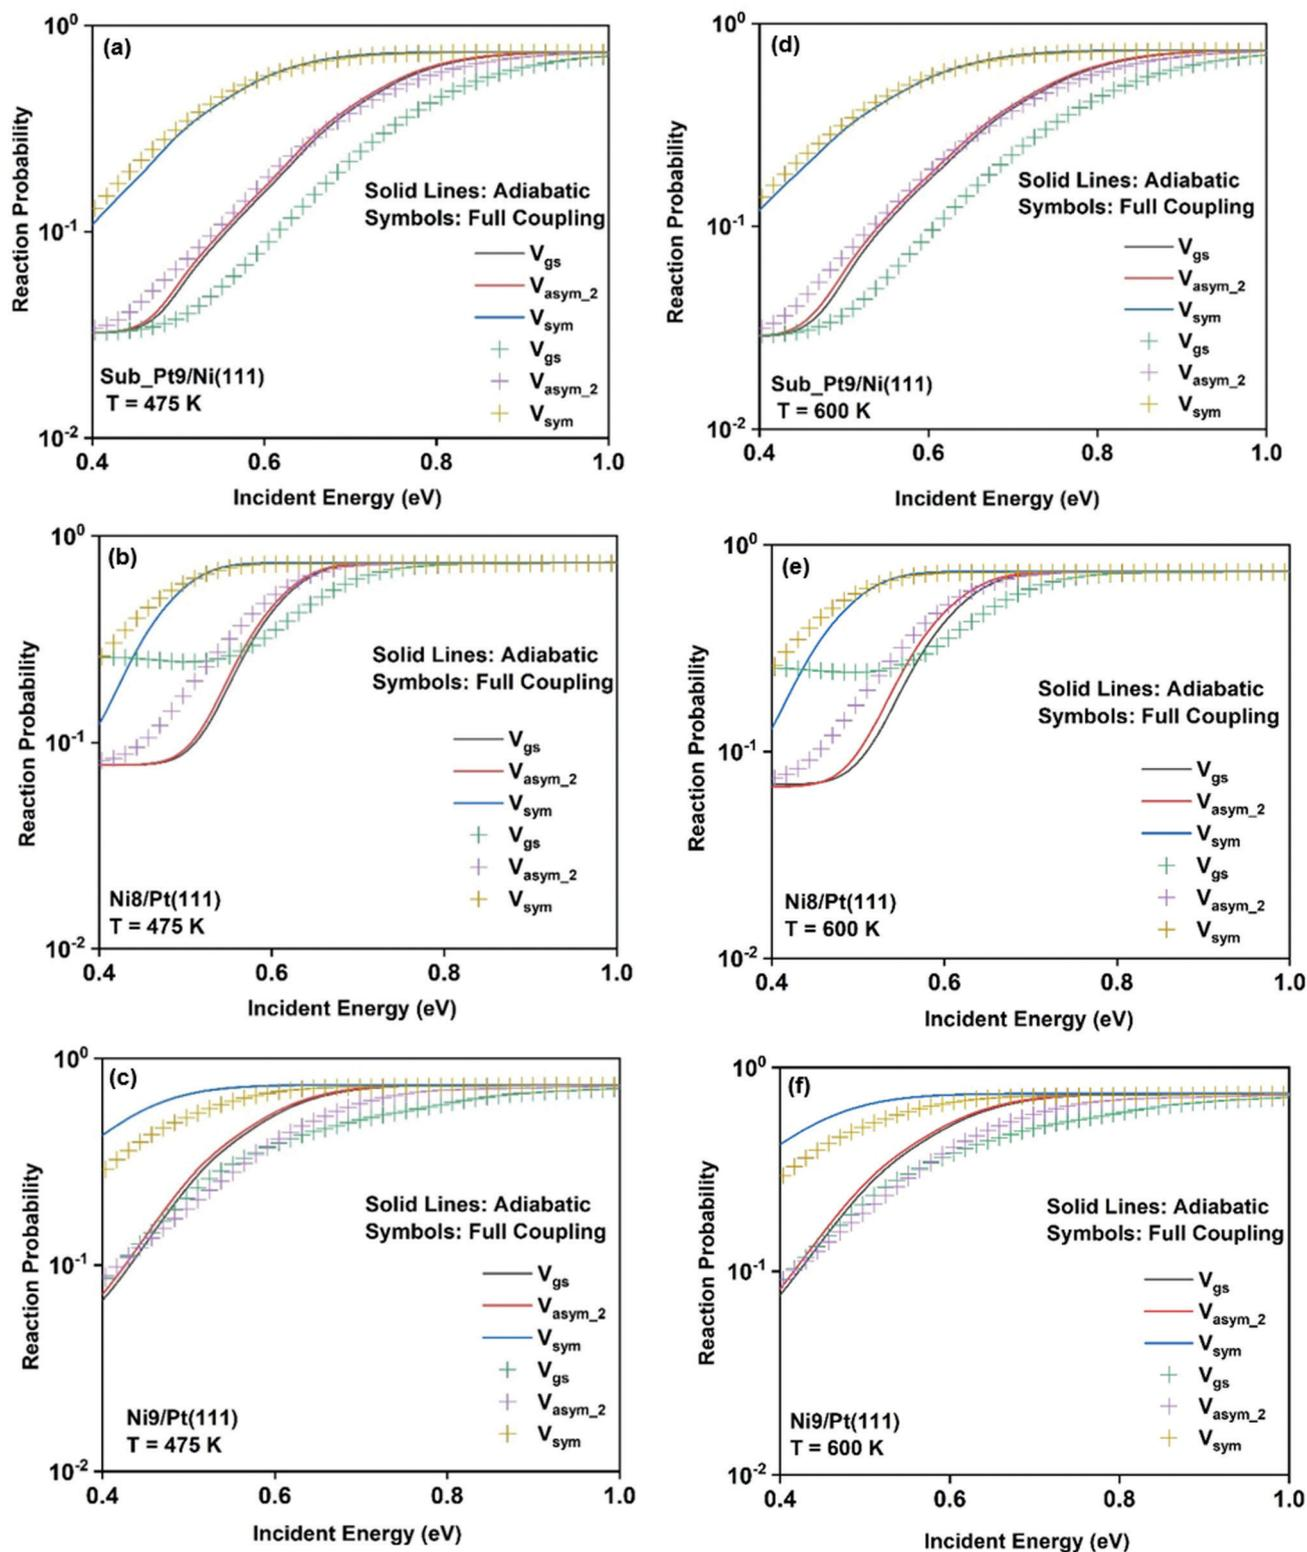 (a)
10⁰
10⁻¹
10⁻²
Reaction Probability
Solid Lines: Adiabatic
Symbols: Full Coupling
V_gs
V_asym_2
V_sym
V_gs
V_asym_2
V_sym
Sub_Pt9/Ni(111)
T = 475 K
0.4 0.6 0.8 1.0
Incident Energy (eV)
(d)
10⁰
10⁻¹
10⁻²
Reaction Probability
Solid Lines: Adiabatic
Symbols: Full Coupling
V_gs
V_asym_2
V_sym
V_gs
V_asym_2
V_sym
Sub_Pt9/Ni(111)
T = 600 K
0.4 0.6 0.8 1.0
Incident Energy (eV)
(b)
10⁰
10⁻¹
10⁻²
Reaction Probability
Solid Lines: Adiabatic
Symbols: Full Coupling
V_gs
V_asym_2
V_sym
V_gs
V_asym_2
V_sym
Ni8/Pt(111)
T = 475 K
0.4 0.6 0.8 1.0
Incident Energy (eV)
(e)
10⁰
10⁻¹
10⁻²
Reaction Probability
Solid Lines: Adiabatic
Symbols: Full Coupling
V_gs
V_asym_2
V_sym
V_gs
V_asym_2
V_sym
Ni8/Pt(111)
T = 600 K
0.4 0.6 0.8 1.0
Incident Energy (eV)
(c)
10⁰
10⁻¹
10⁻²
Reaction Probability
Solid Lines: Adiabatic
Symbols: Full Coupling
V_gs
V_asym_2
V_sym
V_gs
V_asym_2
V_sym
Ni9/Pt(111)
T = 475 K
0.4 0.6 0.8 1.0
Incident Energy (eV)
(f)
10⁰
10⁻¹
10⁻²
Reaction Probability
Solid Lines: Adiabatic
Symbols: Full Coupling
V_gs
V_asym_2
V_sym
V_gs
V_asym_2
V_sym
Ni9/Pt(111)
T = 600 K
0.4 0.6 0.8 1.0
Incident Energy (eV)